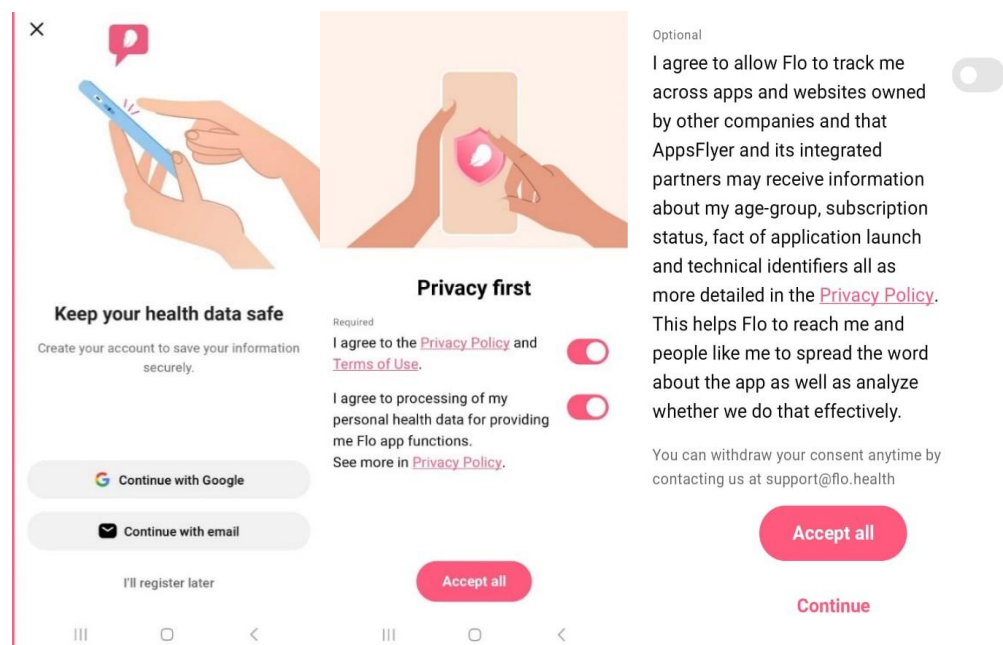 Keep your health data safe
Create your account to save your information
securely.
Continue with Google
Continue with email
I'll register later
Privacy first
Required
I agree to the Privacy Policy and
Terms of Use.
I agree to processing of my
personal health data for providing
me Flo app functions.
See more in Privacy Policy.
Accept all
Optional
I agree to allow Flo to track me
across apps and websites owned
by other companies and that
AppsFlyer and its integrated
partners may receive information
about my age-group, subscription
status, fact of application launch
and technical identifiers all as
more detailed in the Privacy Policy.
This helps Flo to reach me and
people like me to spread the word
about the app as well as analyze
whether we do that effectively.
You can withdraw your consent anytime by
contacting us at support@flo.health
Accept all
Continue